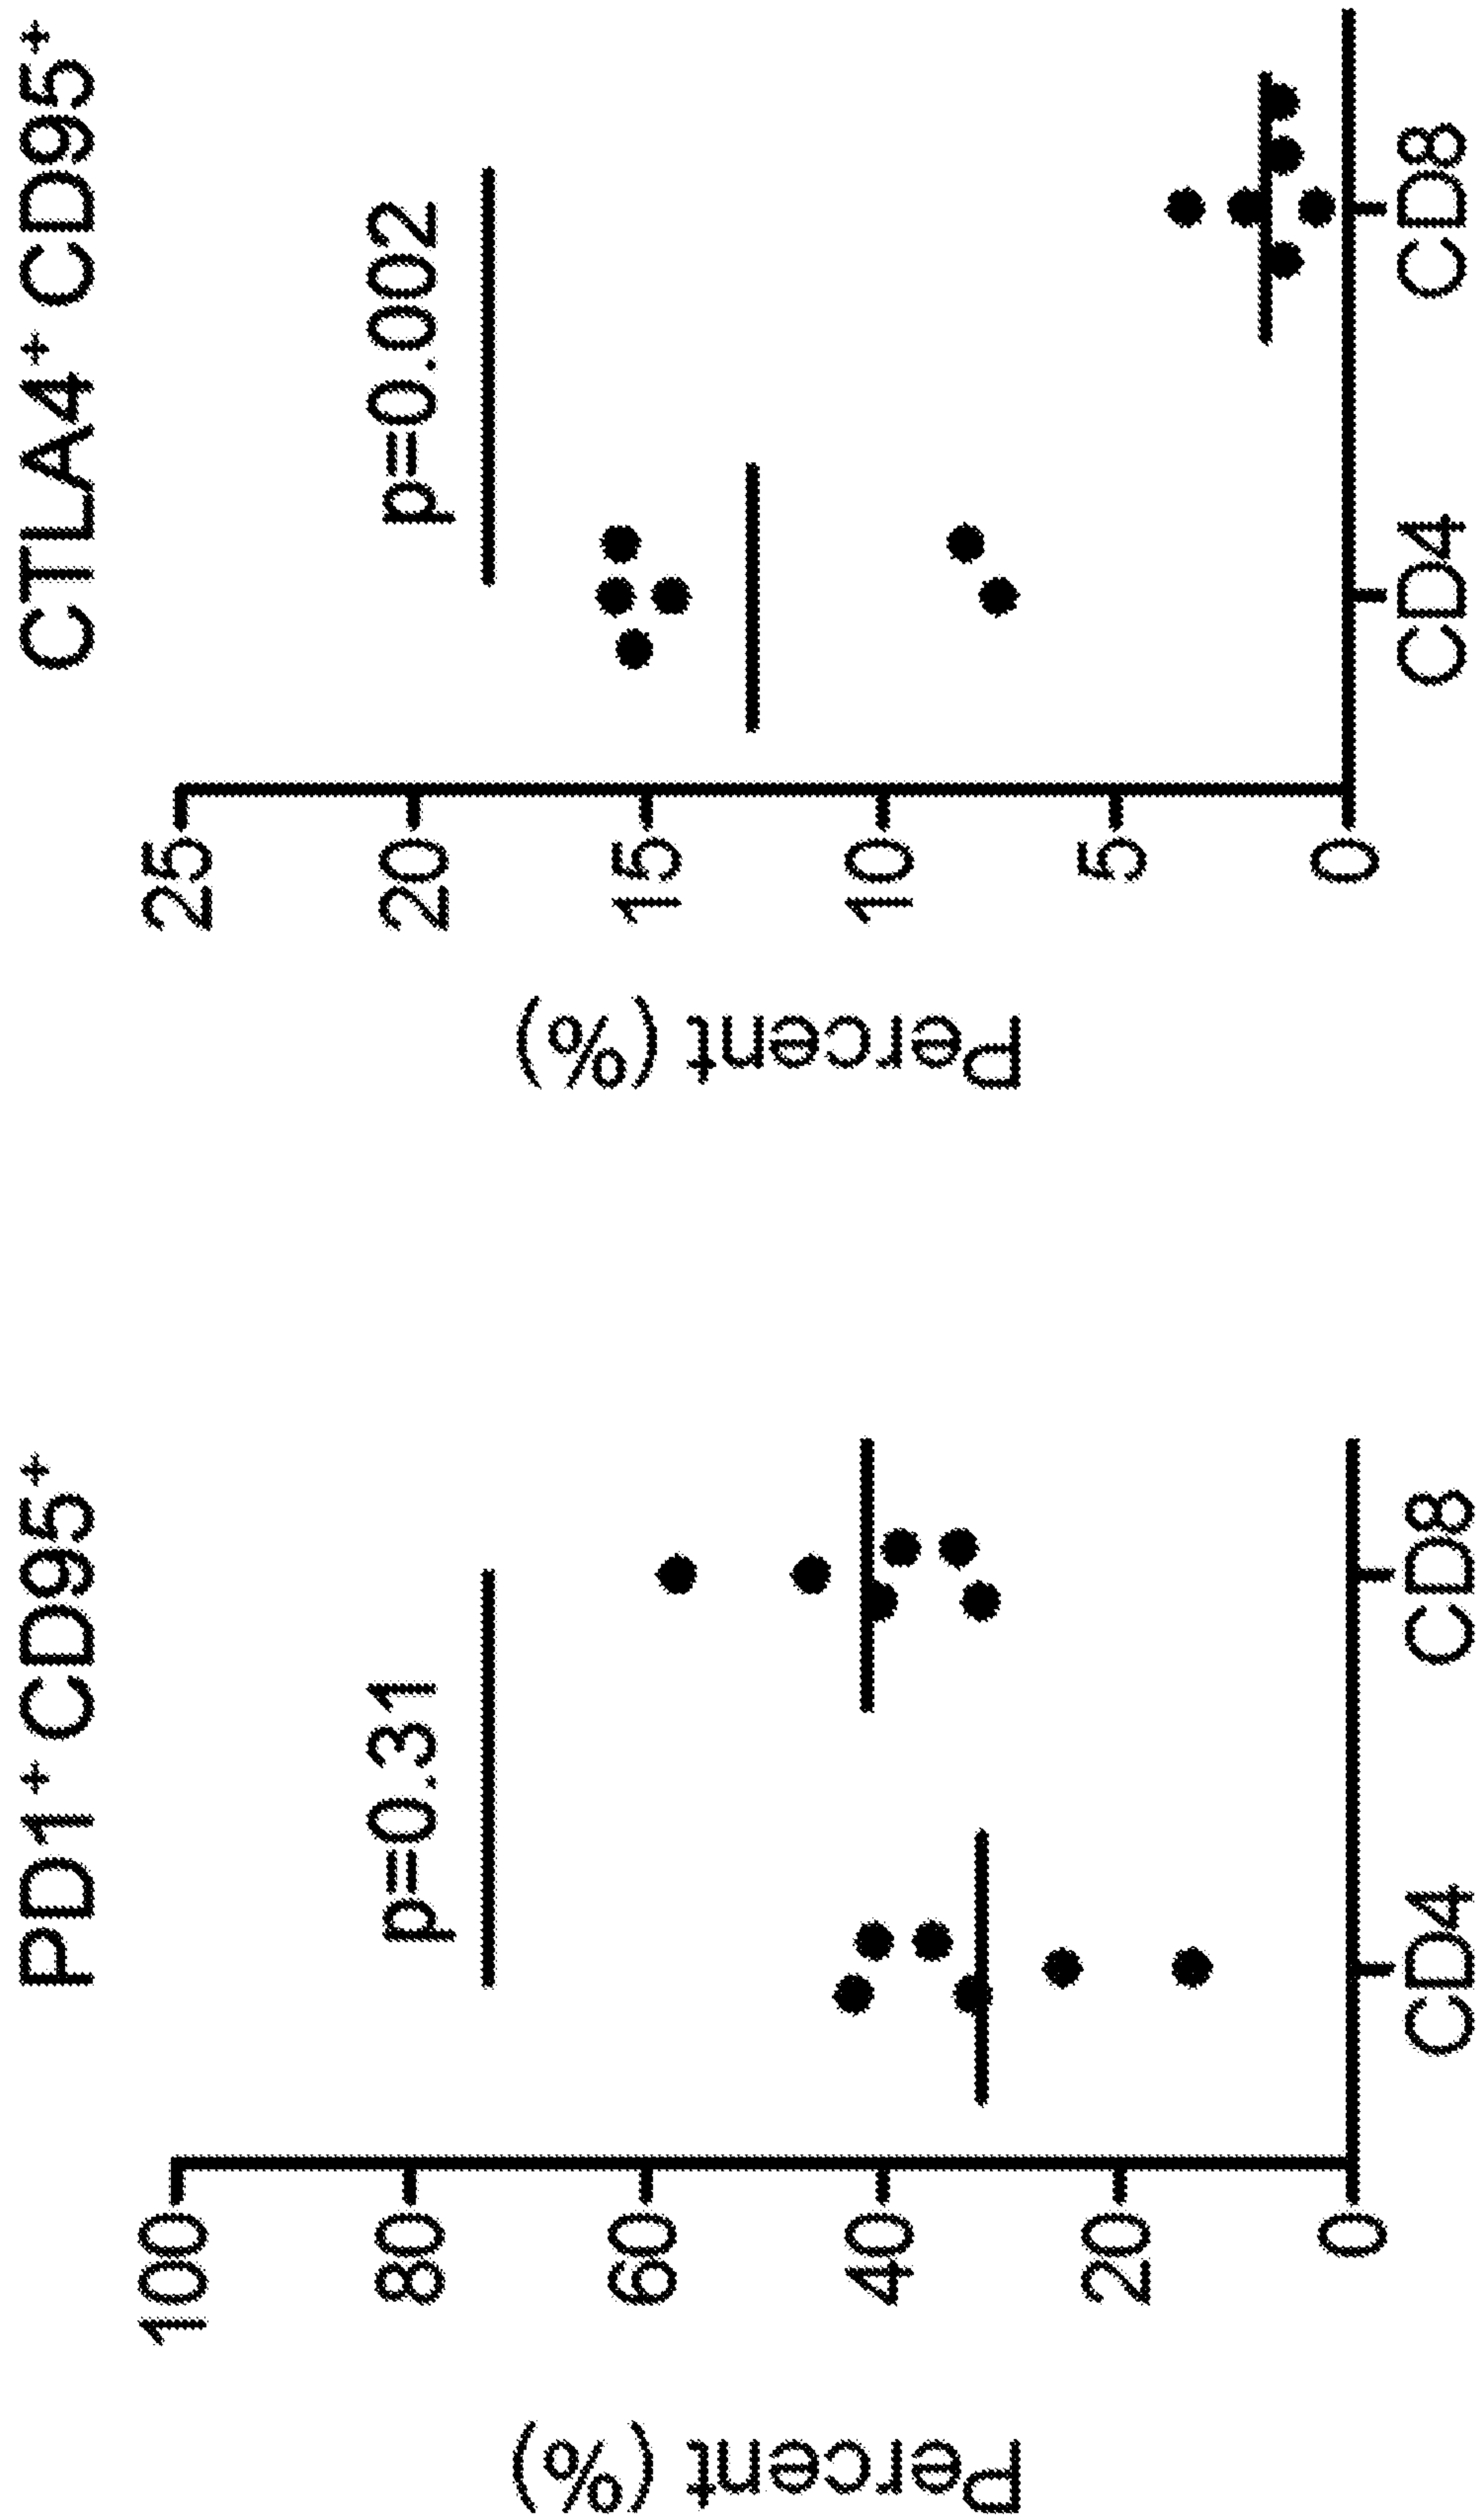 PD1⁺ CD95⁺
p=0.31
Percent (%)
100
80
60
40
20
0
CD4 CD8
CTLA4⁺ CD95⁺
p=0.002
Percent (%)
25
20
15
10
5
0
CD4 CD8